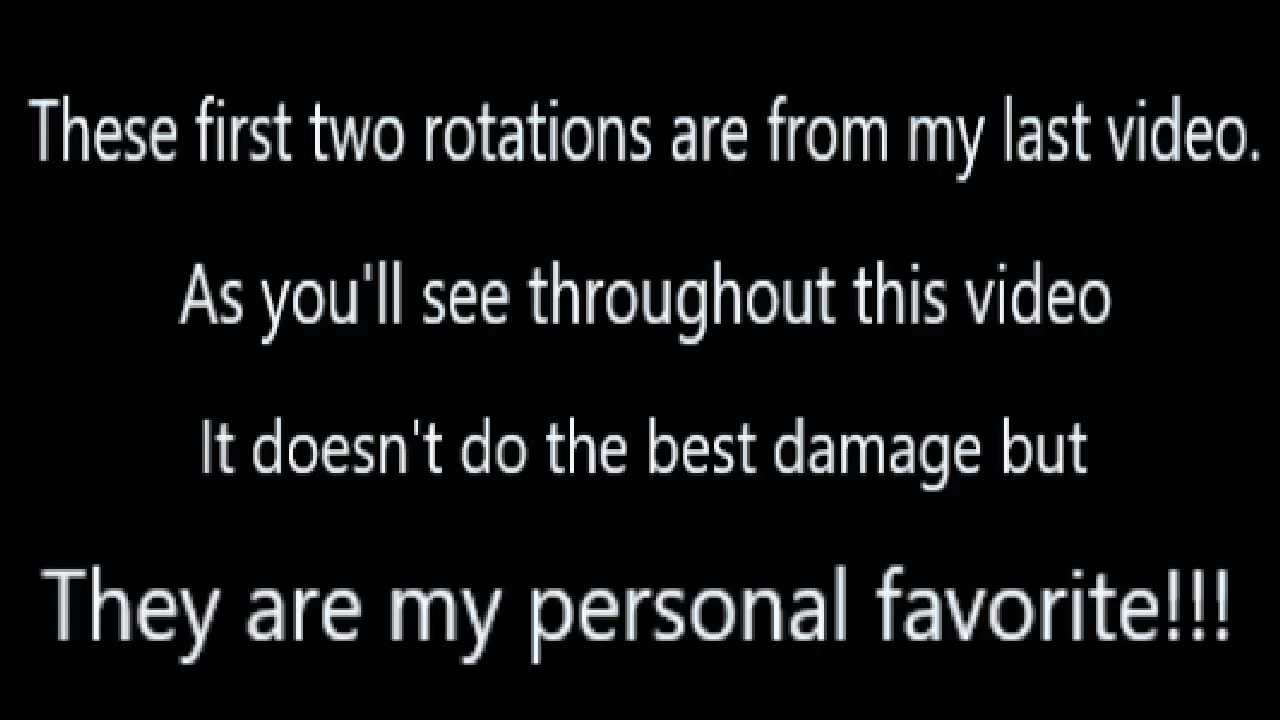 These first two rotations are from my last video.
As you'll see throughout this video
It doesn't do the best damage but
They are my personal favorite!!!